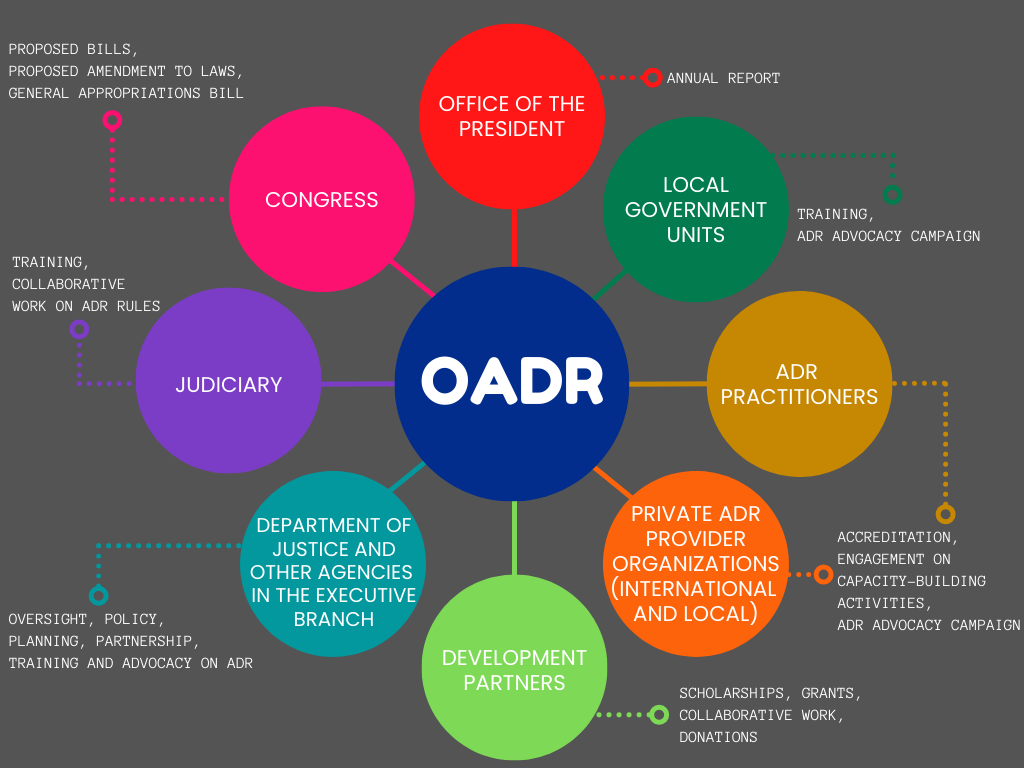 PROPOSED BILLS,
PROPOSED AMENDMENT TO LAWS,
GENERAL APPROPRIATIONS BILL
OFFICE OF THE
PRESIDENT
ANNUAL REPORT
CONGRESS
LOCAL
GOVERNMENT
UNITS
TRAINING,
ADR ADVOCACY CAMPAIGN
TRAINING,
COLLABORATIVE
WORK ON ADR RULES
JUDICIARY
OADR
ADR
PRACTITIONERS
DEPARTMENT OF
JUSTICE AND
OTHER AGENCIES
IN THE EXECUTIVE
BRANCH
PRIVATE ADR
PROVIDER
ORGANIZATIONS
(INTERNATIONAL
AND LOCAL)
ACCREDITATION,
ENGAGEMENT ON
CAPACITY-BUILDING
ACTIVITIES,
ADR ADVOCACY CAMPAIGN
OVERSIGHT, POLICY,
PLANNING, PARTNERSHIP,
TRAINING AND ADVOCACY ON ADR
DEVELOPMENT
PARTNERS
SCHOLARSHIPS, GRANTS,
COLLABORATIVE WORK,
DONATIONS